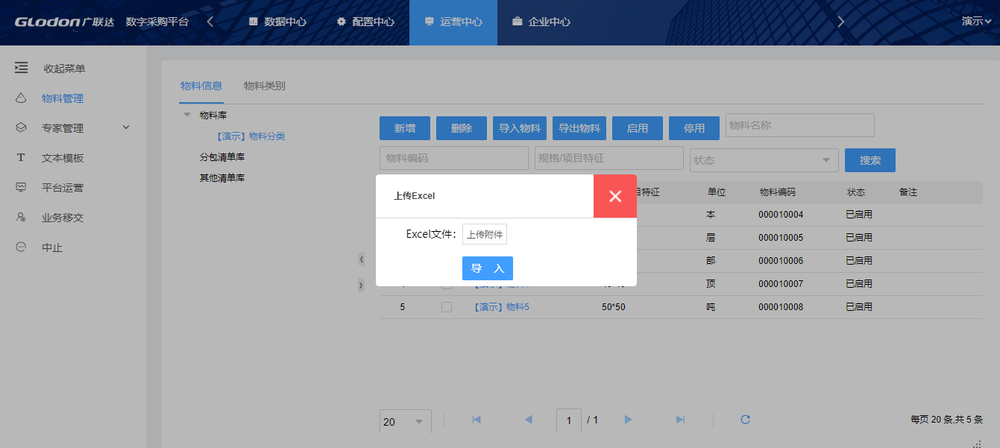 GLodon广联达 数字采购平台 数据中心 配置中心 运营中心 企业中心 演示
收起菜单
物料管理
专家管理
文本模板
平台运营
业务移交
中止
物料信息 物料类别
物料库
【演示】物料分类
分包清单库
其他清单库
新增 删除 导入物料 导出物料 启用 停用 物料名称
物料编码 规格/项目特征 状态 搜索
上传Excel
Excel文件： 上传附件
导 入
目特征 单位 物料编码 状态 备注
本 000010004 已启用
层 000010005 已启用
部 000010006 已启用
顶 000010007 已启用
5 【演示】物料5 50*50 吨 000010008 已启用
20 1 / 1 每页 20 条,共 5 条